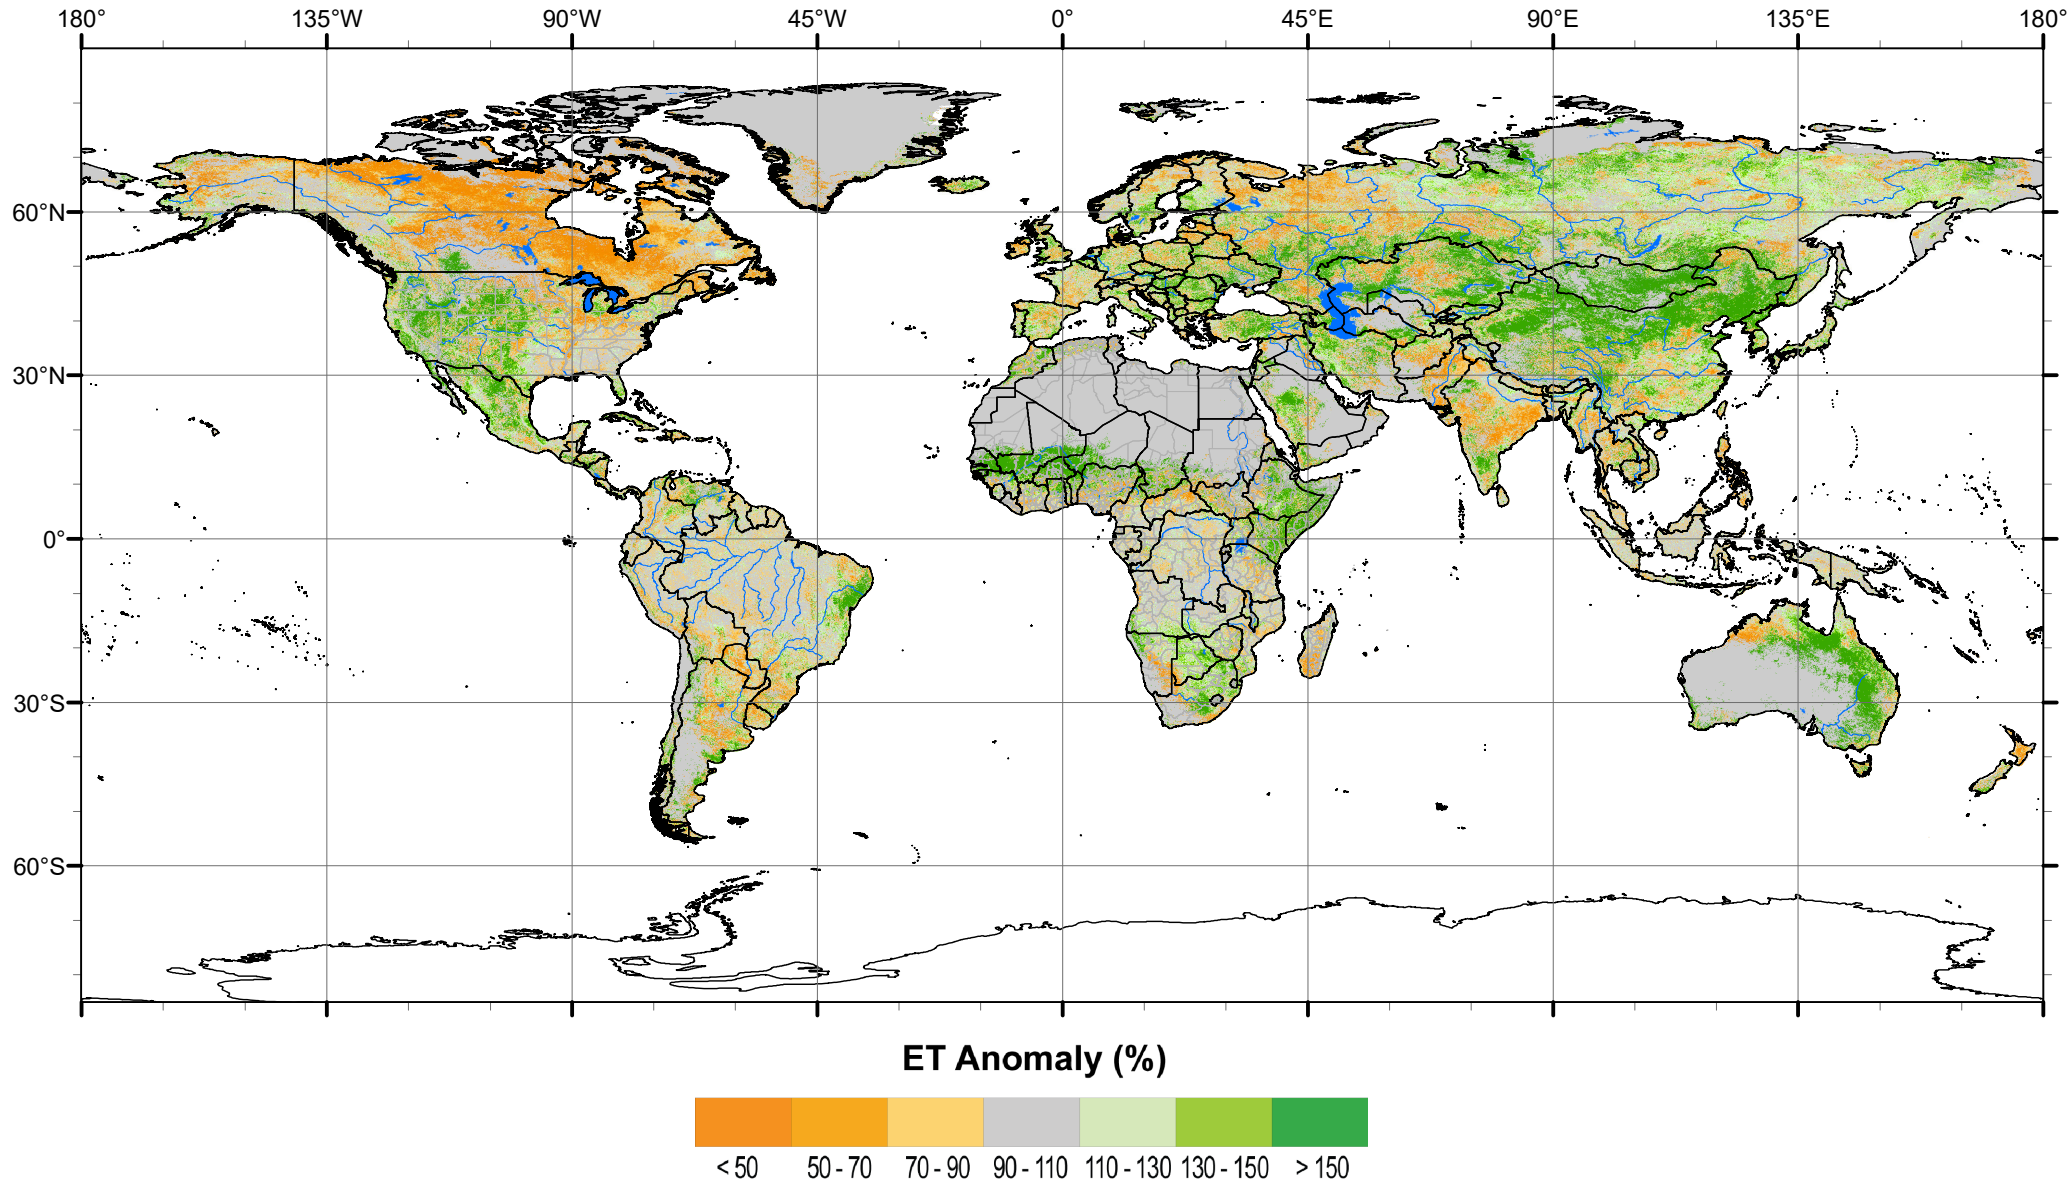 180° 135°W 90°W 45°W 0° 45°E 90°E 135°E 180°
60°N
30°N
0°
30°S
60°S
ET Anomaly (%)
< 50 50 - 70 70 - 90 90 - 110 110 - 130 130 - 150 > 150